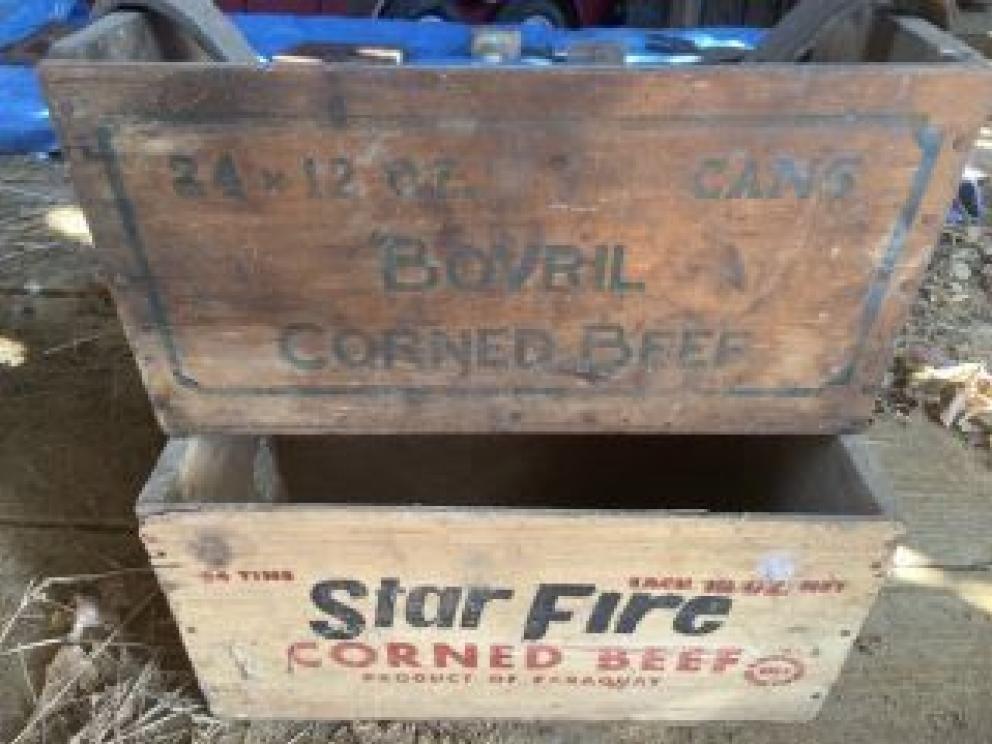 24 x 12 OZ. CANS
BOVRIL
CORNED BEEF
24 TINS EACH OZ. NET
Star Fire
CORNED BEEF
PRODUCT OF PARAGUAY